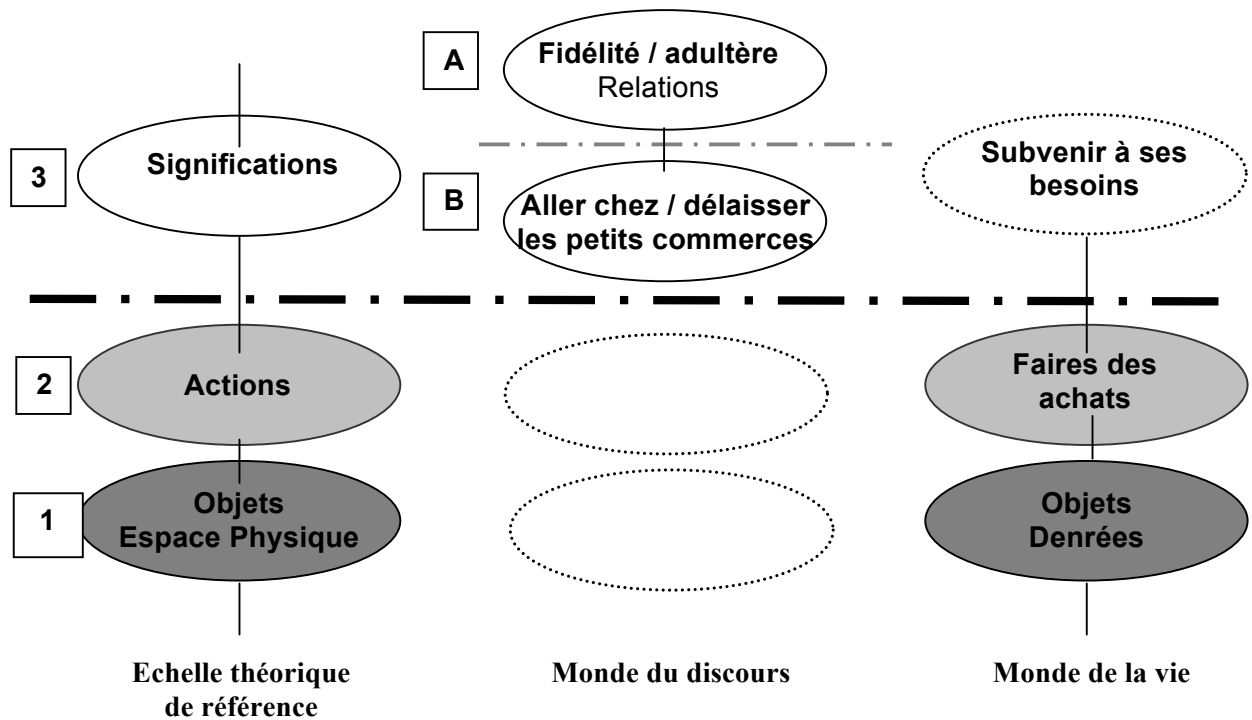 A
Fidélité / adultère
Relations
3
Significations
B
Aller chez / délaisser
les petits commerces
Subvenir à ses
besoins
2
Actions
Faires des
achats
1
Objets
Espace Physique
Objets
Denrées
Echelle théorique
de référence
Monde du discours
Monde de la vie